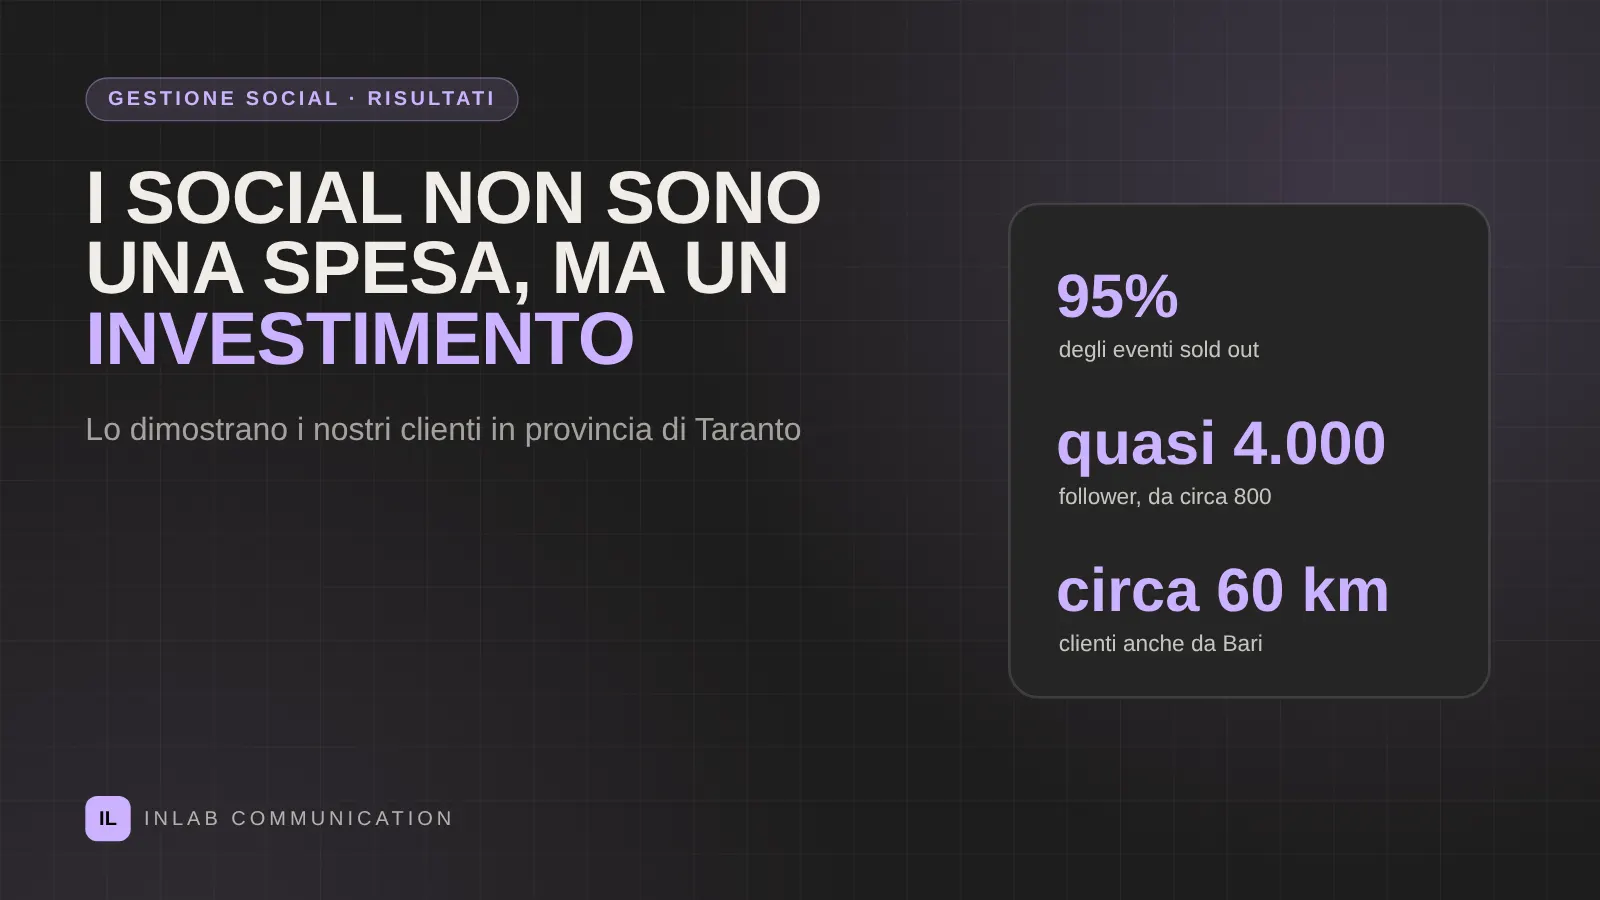 GESTIONE SOCIAL · RISULTATI
I SOCIAL NON SONO
UNA SPESA, MA UN
INVESTIMENTO
Lo dimostrano i nostri clienti in provincia di Taranto
95%
degli eventi sold out
quasi 4.000
follower, da circa 800
circa 60 km
clienti anche da Bari
IL INLAB COMMUNICATION